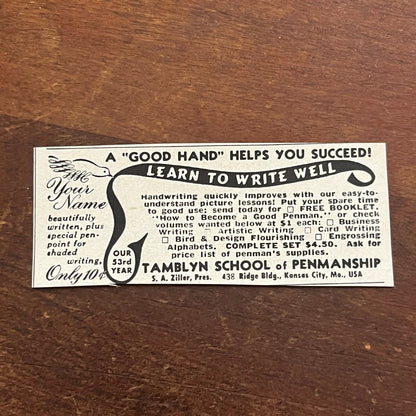 A "GOOD HAND" HELPS YOU SUCCEED!
LEARN TO WRITE WELL
Your
Name
beautifully
written, plus
special pen-
point for
shaded
writing.
Only 10¢
OUR
53rd
YEAR
Handwriting quickly improves with our easy-to-
understand picture lessons! Put your spare time
to good use: send today for □ FREE BOOKLET.
"How to Become a Good Penman," or check
volumes wanted below at $1 each: □ Business
Writing □ Artistic Writing □ Card Writing
□ Bird & Design Flourishing □ Engrossing
Alphabets. COMPLETE SET $4.50. Ask for
price list of penman's supplies.
TAMBLYN SCHOOL of PENMANSHIP
S. A. Ziller, Pres. 438 Ridge Bldg., Kansas City, Mo., USA